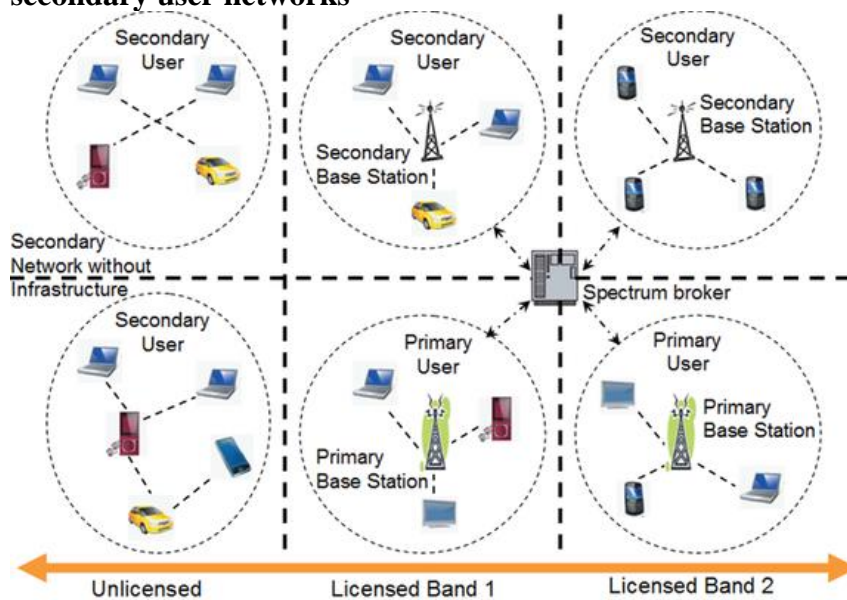 secondary user networks
Secondary
User
Secondary
User
Secondary
Base Station
Secondary
User
Secondary
Base Station
Secondary
Network without
Infrastructure
Spectrum broker
Secondary
User
Primary
User
Primary
Base Station
Primary
User
Primary
Base Station
Unlicensed
Licensed Band 1
Licensed Band 2